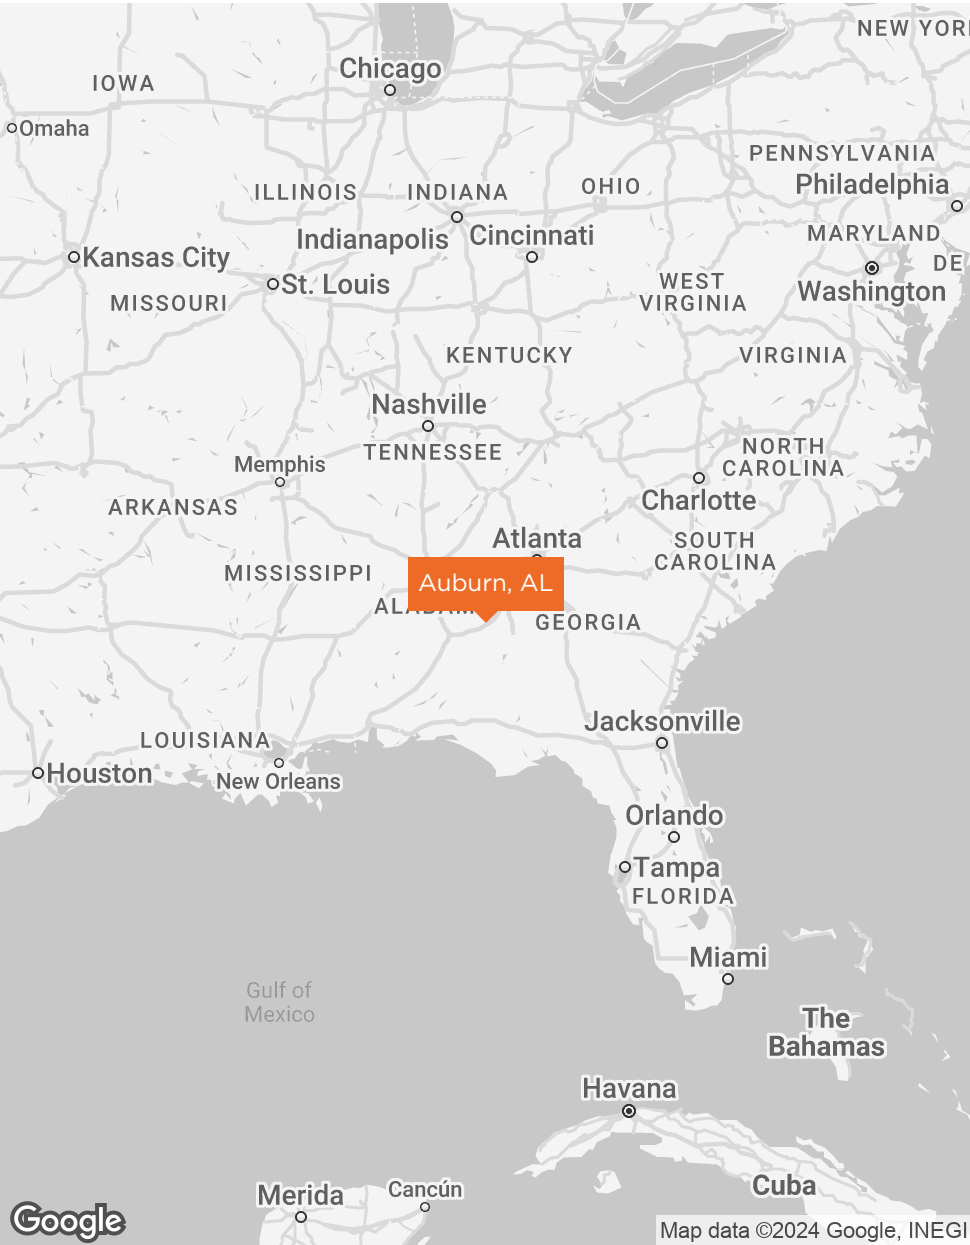 NEW YOR
Chicago
IOWA
Omaha
PENNSYLVANIA
ILLINOIS
INDIANA
OHIO
Philadelphia
Indianapolis
Cincinnati
MARYLAND
Kansas City
DE
St. Louis
WEST
VIRGINIA
Washington
MISSOURI
KENTUCKY
VIRGINIA
Nashville
TENNESSEE
NORTH
CAROLINA
Memphis
Charlotte
ARKANSAS
Atlanta
SOUTH
CAROLINA
MISSISSIPPI
Auburn, AL
ALABAM
GEORGIA
Jacksonville
LOUISIANA
Houston
New Orleans
Orlando
Tampa
FLORIDA
Miami
Gulf of
Mexico
The
Bahamas
Havana
Cuba
Merida
Cancún
Google
Map data ©2024 Google, INEGI